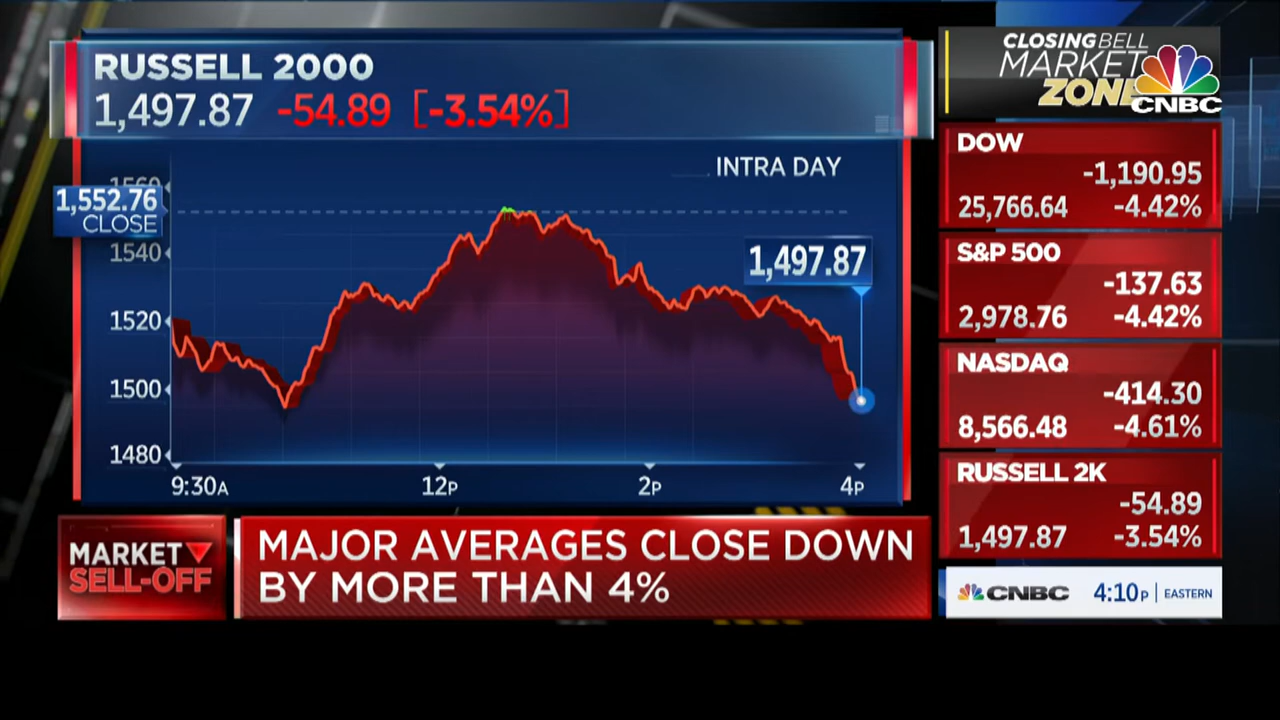 RUSSELL 2000
1,497.87 -54.89 [-3.54%]
INTRA DAY
1560
1,552.76
CLOSE
1540
1,497.87
1520
1500
1480
9:30A 12P 2P 4P
MARKET
SELL-OFF
MAJOR AVERAGES CLOSE DOWN
BY MORE THAN 4%
CLOSING BELL
MARKET
ZONE
CNBC
DOW
-1,190.95
25,766.64 -4.42%
S&P 500
-137.63
2,978.76 -4.42%
NASDAQ
-414.30
8,566.48 -4.61%
RUSSELL 2K
-54.89
1,497.87 -3.54%
CNBC 4:10P EASTERN